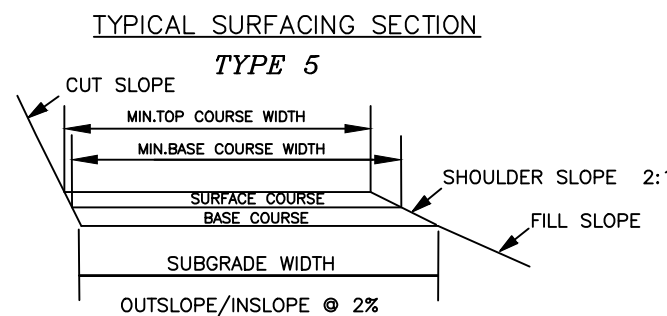 TYPICAL SURFACING SECTION
TYPE 5
CUT SLOPE
MIN.TOP COURSE WIDTH
MIN.BASE COURSE WIDTH
SHOULDER SLOPE 2:1
SURFACE COURSE
BASE COURSE
FILL SLOPE
SUBGRADE WIDTH
OUTSLOPE/INSLOPE @ 2%